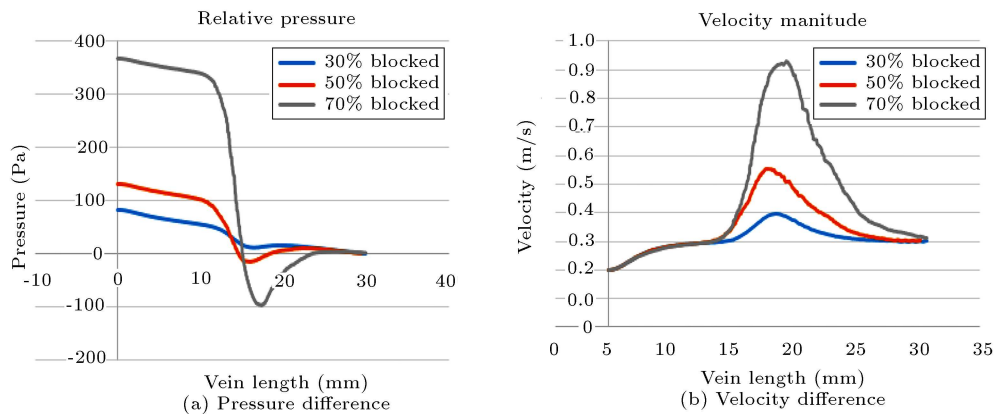 Relative pressure
400
300
200
100
0
-100
-200
-10
0
10
20
30
40
Pressure (Pa)
30% blocked
50% blocked
70% blocked
Vein length (mm)
(a) Pressure difference
Velocity manitude
1.0
0.9
0.8
0.7
0.6
0.5
0.4
0.3
0.2
0.0
0
0
5
10
15
20
25
30
35
Velocity (m/s)
30% blocked
50% blocked
70% blocked
Vein length (mm)
(b) Velocity difference